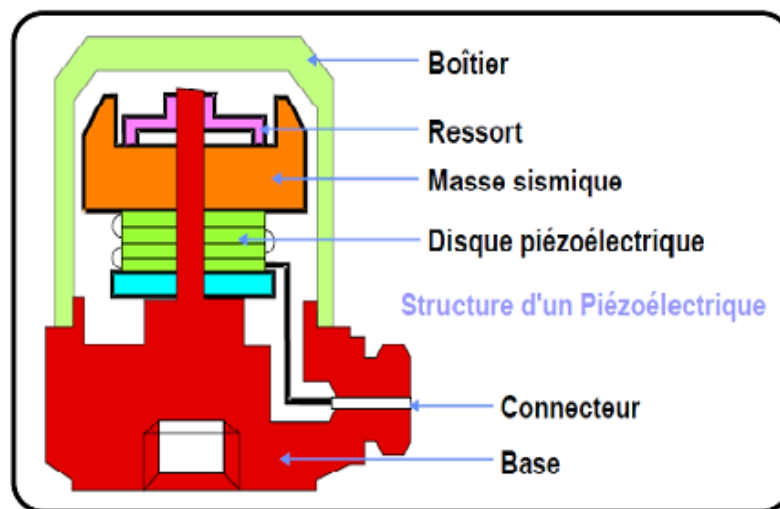 Boîtier
Ressort
Masse sismique
Disque piézoélectrique
Structure d'un Piézoélectrique
Connecteur
Base